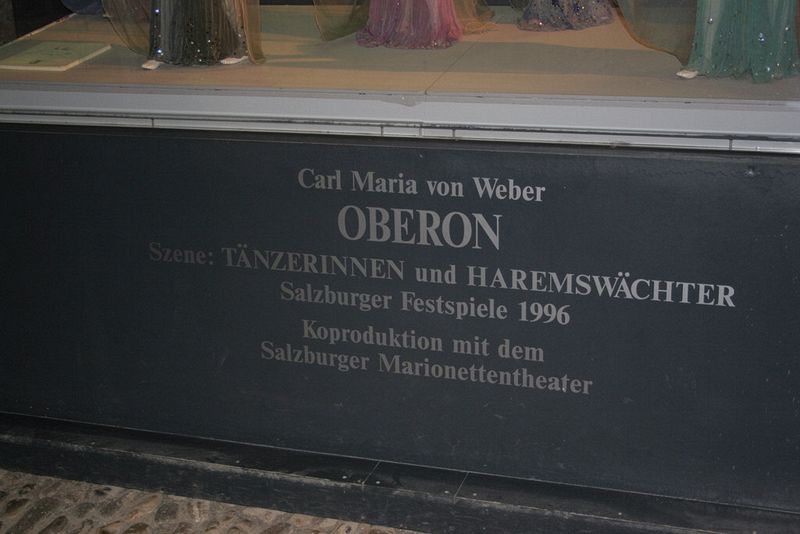 Carl Maria von Weber
OBERON
Szene: TÄNZERINNEN und HAREMSWÄCHTER
Salzburger Festspiele 1996
Koproduktion mit dem
Salzburger Marionettentheater